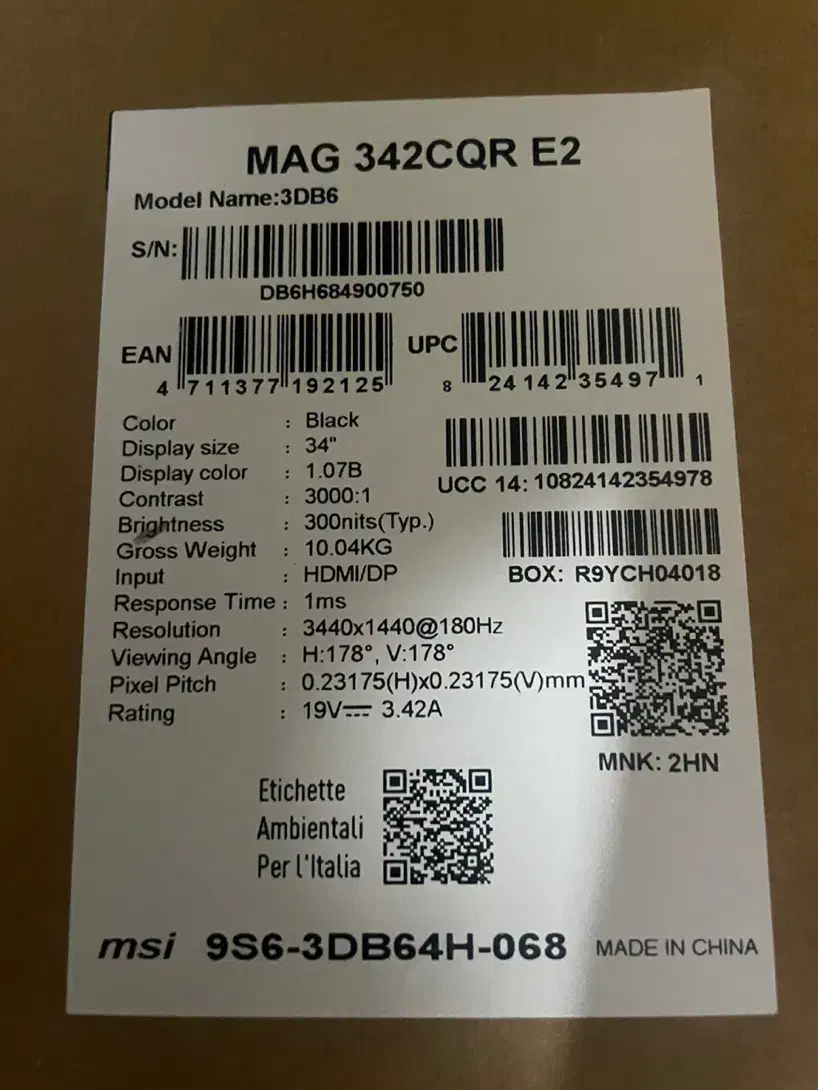 MAG 342CQR E2
Model Name:3DB6
S/N:
DB6H684900750
EAN
4 711377 192125
UPC
8 24142 35497 1
Color : Black
Display size : 34"
Display color : 1.07B
Contrast : 3000:1
Brightness : 300nits(Typ.)
Gross Weight : 10.04KG
Input : HDMI/DP
Response Time : 1ms
Resolution : 3440x1440@180Hz
Viewing Angle : H:178°, V:178°
Pixel Pitch : 0.23175(H)x0.23175(V)mm
Rating : 19V⎓ 3.42A
UCC 14: 10824142354978
BOX: R9YCH04018
MNK: 2HN
Etichette
Ambientali
Per l'Italia
msi 9S6-3DB64H-068 MADE IN CHINA